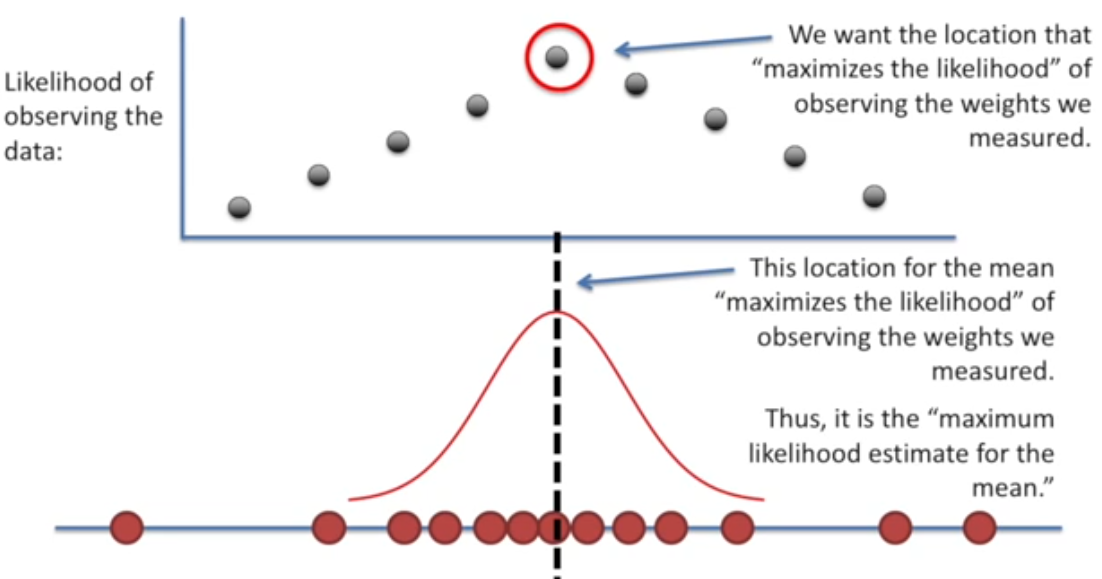 Likelihood of
observing the
data:
We want the location that
“maximizes the likelihood” of
observing the weights we
measured.
This location for the mean
“maximizes the likelihood” of
observing the weights we
measured.
Thus, it is the “maximum
likelihood estimate for the
mean.”